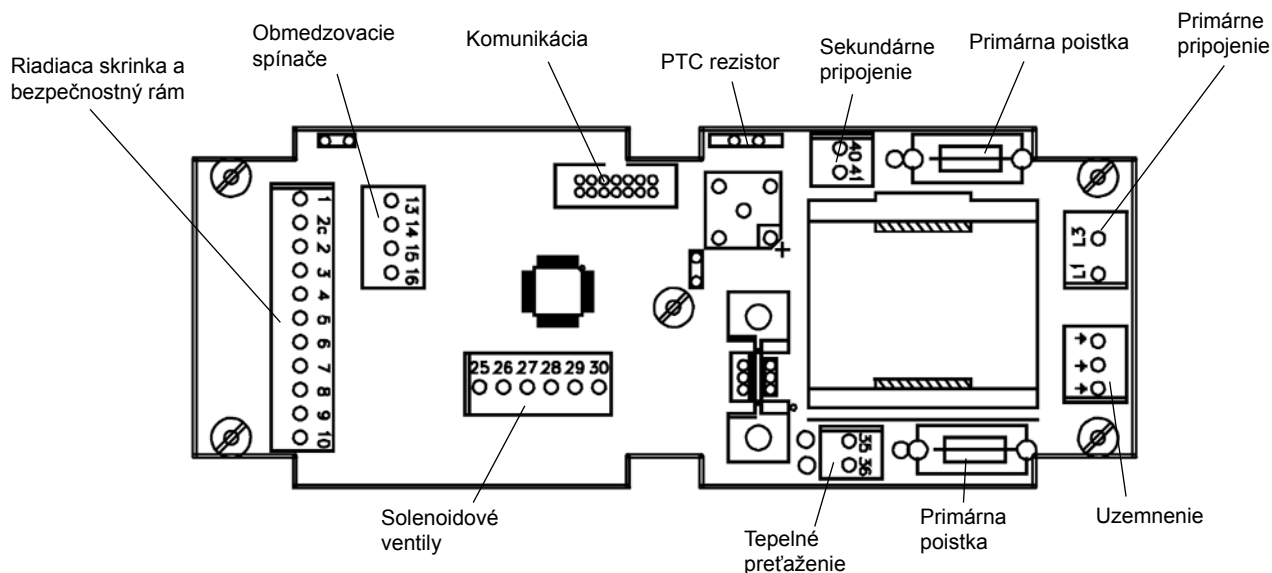 Riadiaca skrinka a
bezpečnostný rám
Obmedzovacie
spínače
Komunikácia
PTC rezistor
Sekundárne
pripojenie
Primárna poistka
Primárne
pripojenie
1
2c
2
3
4
5
6
7
8
9
10
13
14
15
16
40
41
L3
L1
25 26 27 28 29 30
35
36
Solenoidové
ventily
Tepelné
preťaženie
Primárna
poistka
Uzemnenie